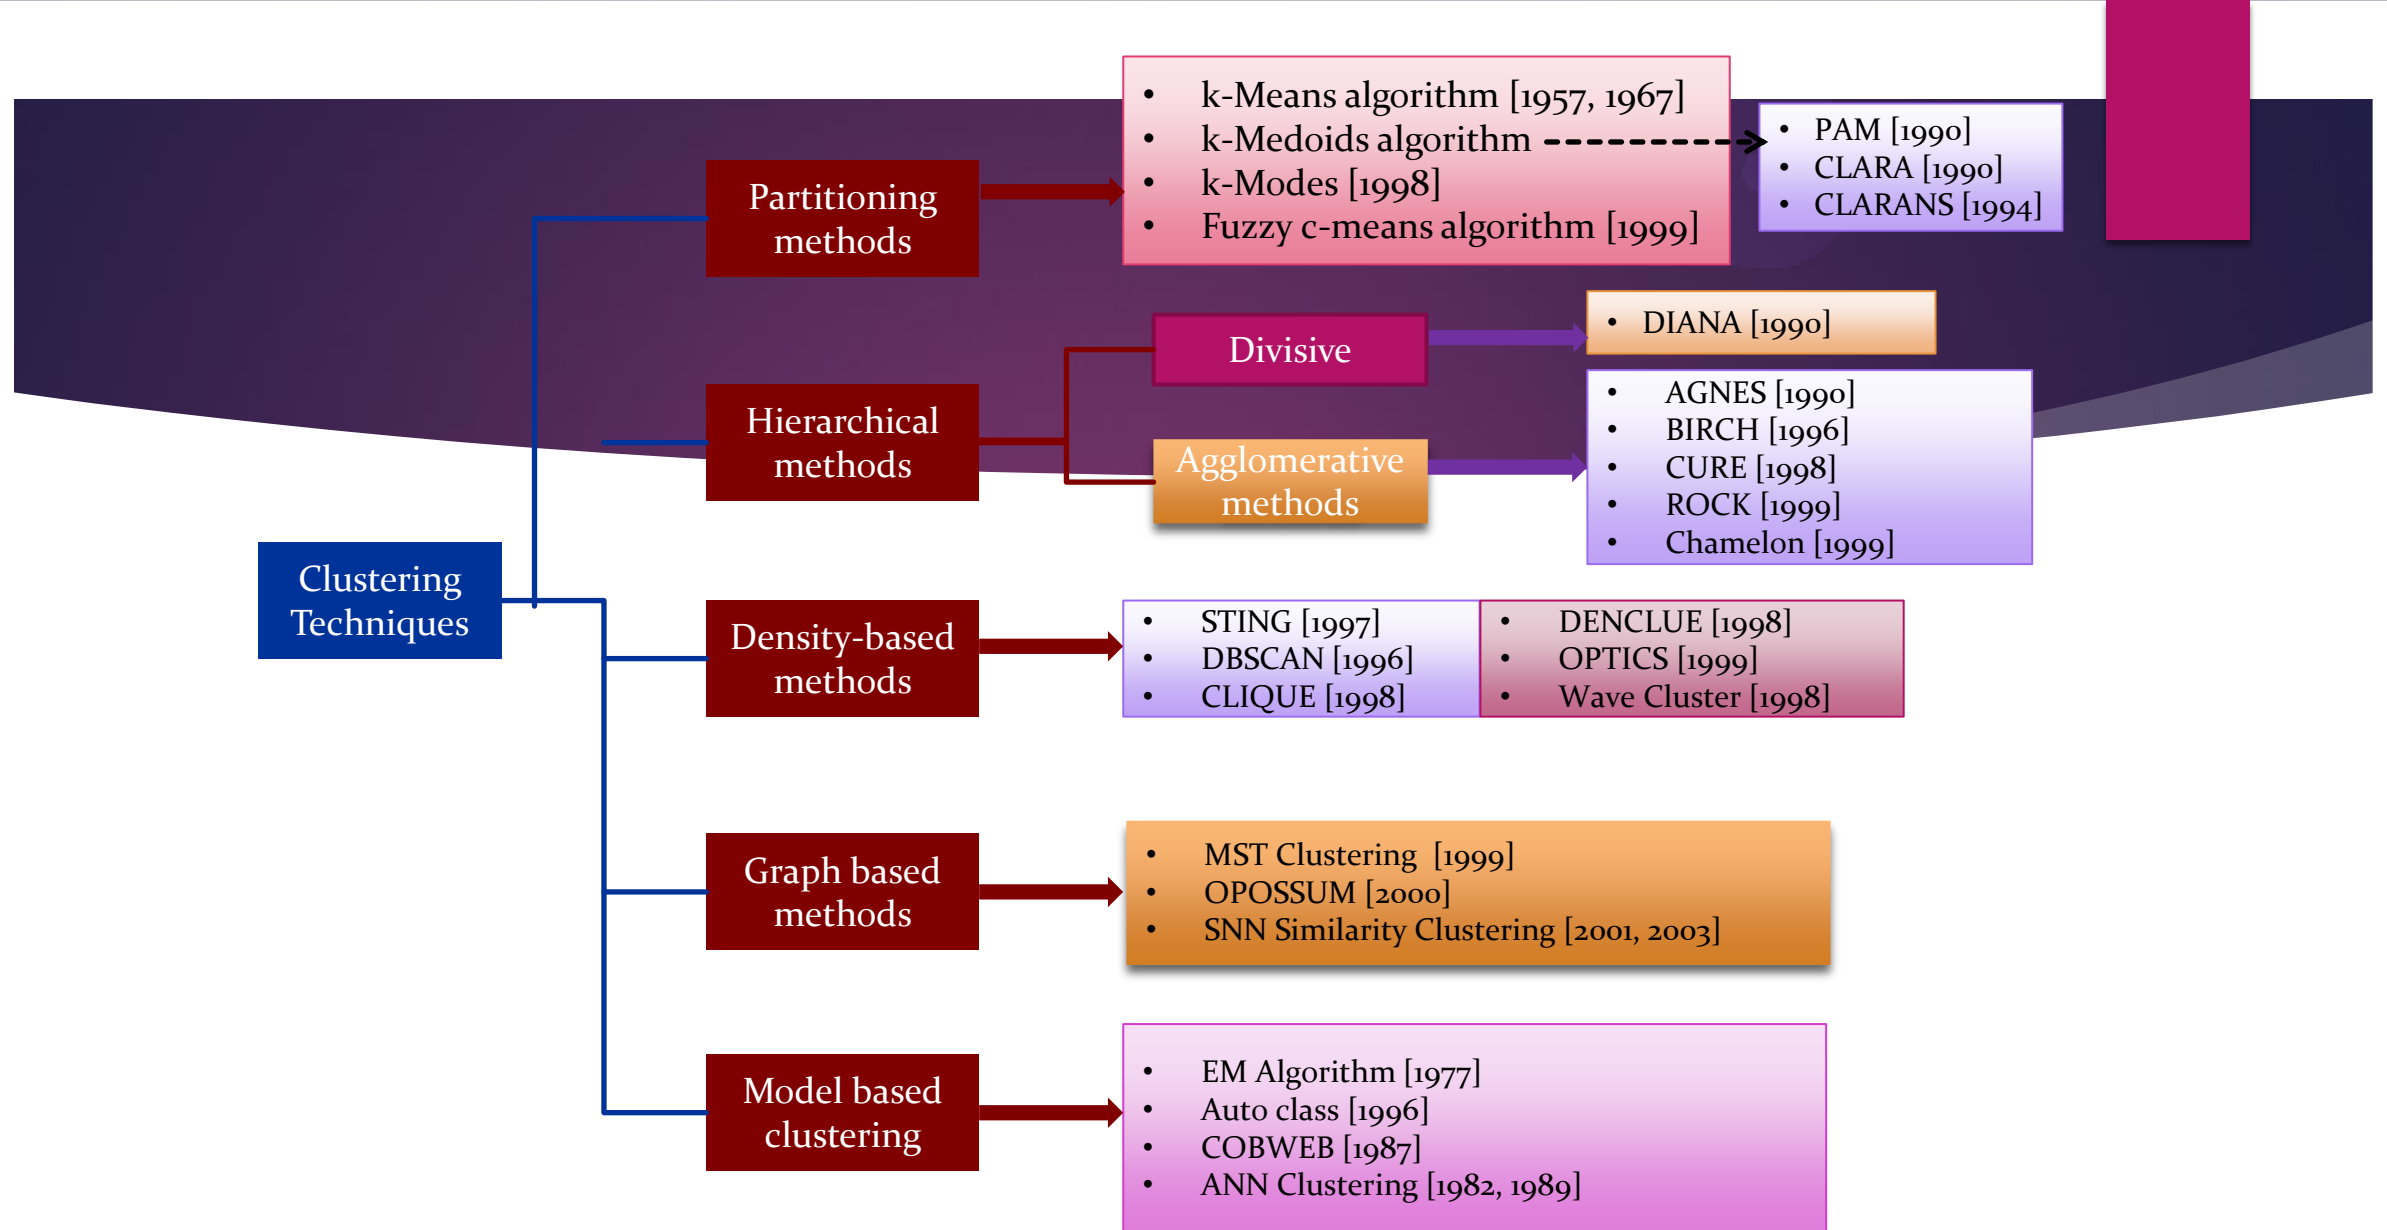 • k-Means algorithm [1957, 1967]
• k-Medoids algorithm
• k-Modes [1998]
• Fuzzy c-means algorithm [1999]
• PAM [1990]
• CLARA [1990]
• CLARANS [1994]
Partitioning
methods
Divisive
• DIANA [1990]
Hierarchical
methods
Agglomerative
methods
• AGNES [1990]
• BIRCH [1996]
• CURE [1998]
• ROCK [1999]
• Chamelon [1999]
Clustering
Techniques
Density-based
methods
• STING [1997]
• DBSCAN [1996]
• CLIQUE [1998]
• DENCLUE [1998]
• OPTICS [1999]
• Wave Cluster [1998]
Graph based
methods
• MST Clustering [1999]
• OPOSSUM [2000]
• SNN Similarity Clustering [2001, 2003]
Model based
clustering
• EM Algorithm [1977]
• Auto class [1996]
• COBWEB [1987]
• ANN Clustering [1982, 1989]